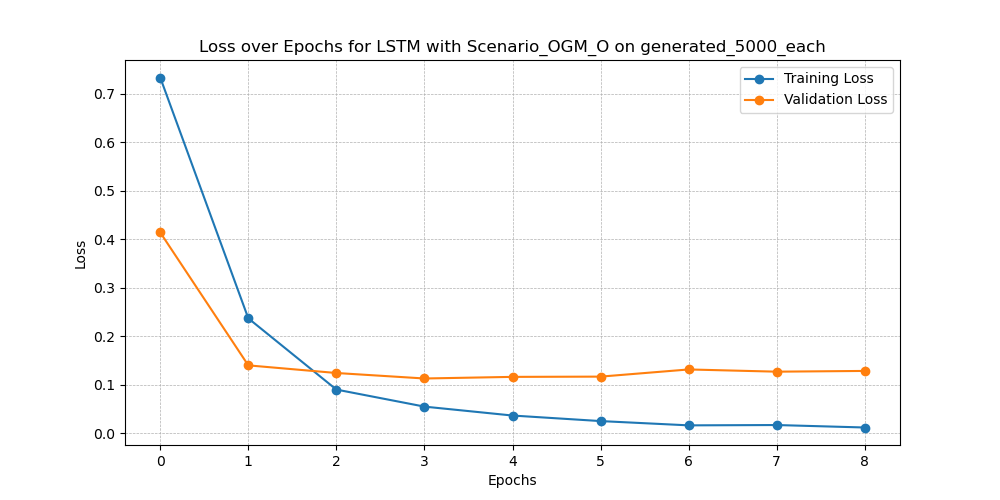 Loss over Epochs for LSTM with Scenario_OGM_O on generated_5000_each
Training Loss
Validation Loss
Loss
0.7
0.6
0.5
0.4
0.3
0.2
0.1
0.0
0 1 2 3 4 5 6 7 8
Epochs